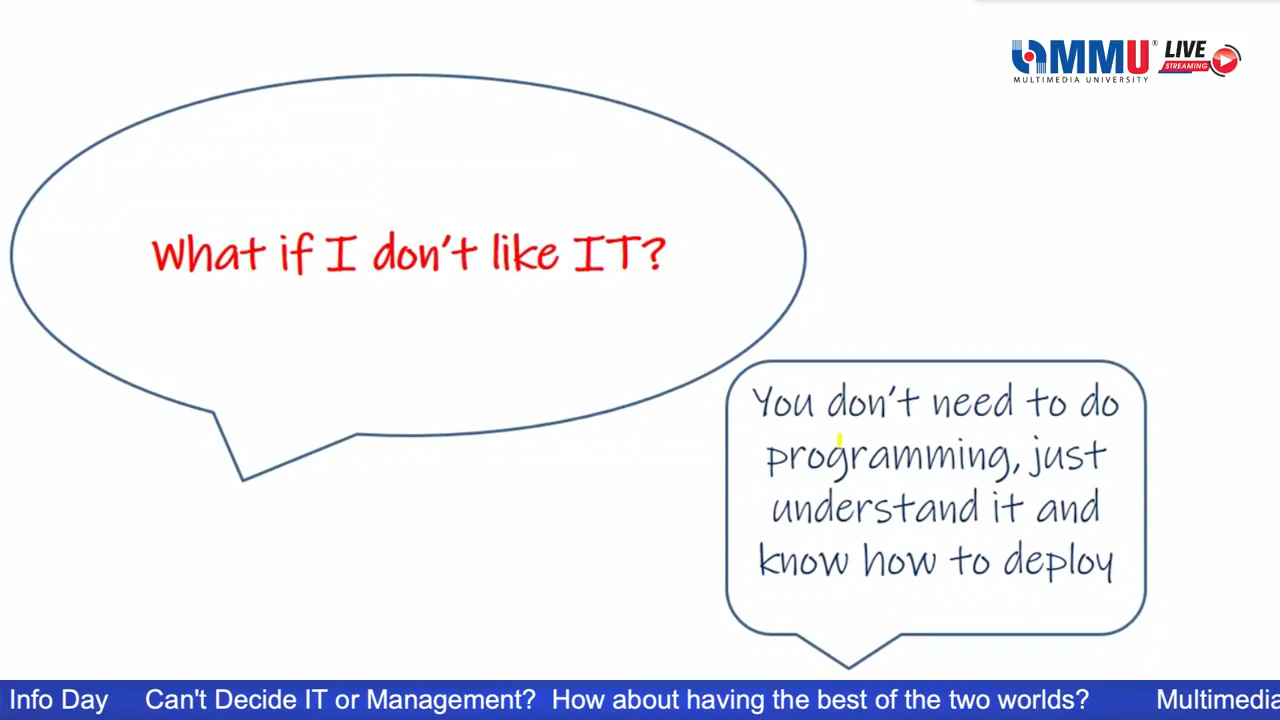 MMU
LIVE
STREAMING
MULTIMEDIA UNIVERSITY
What if I don't like IT?
You don't need to do
programming, just
understand it and
know how to deploy
Info Day Can't Decide IT or Management? How about having the best of the two worlds? Multimedia